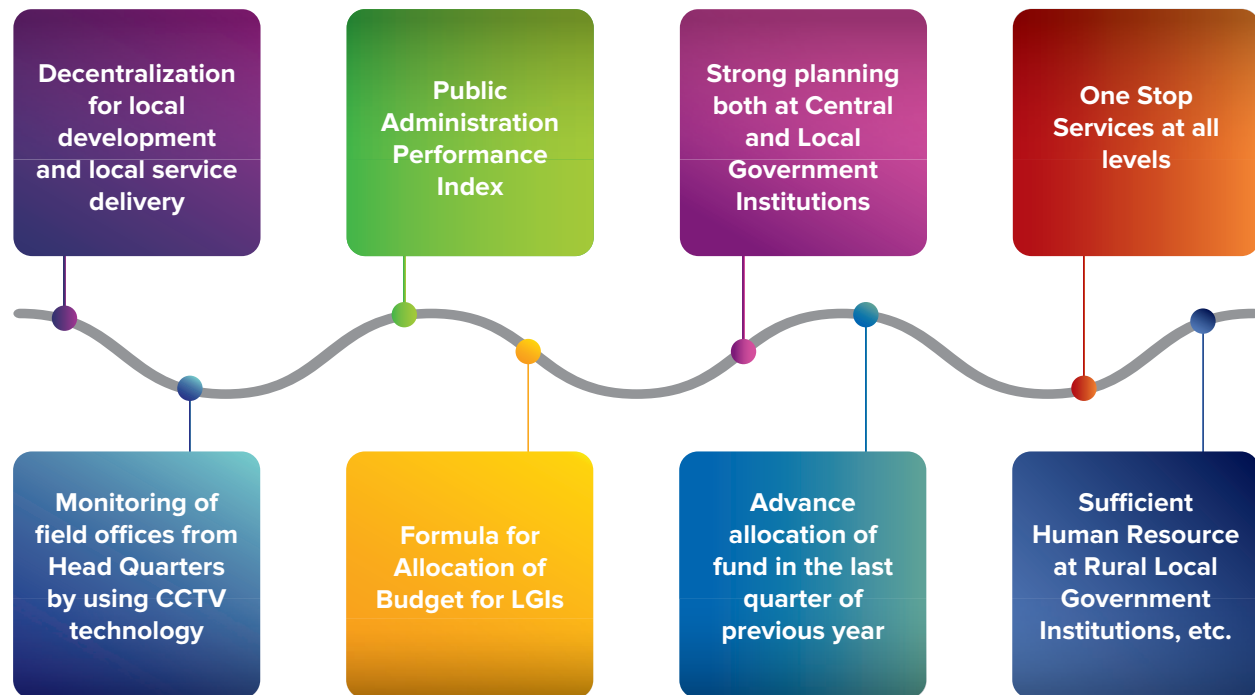 Decentralization
for local
development
and local service
delivery
Public
Administration
Performance
Index
Strong planning
both at Central
and Local
Government
Institutions
One Stop
Services at all
levels
Monitoring of
field offices from
Head Quarters
by using CCTV
technology
Formula for
Allocation of
Budget for LGIs
Advance
allocation of
fund in the last
quarter of
previous year
Sufficient
Human Resource
at Rural Local
Government
Institutions, etc.